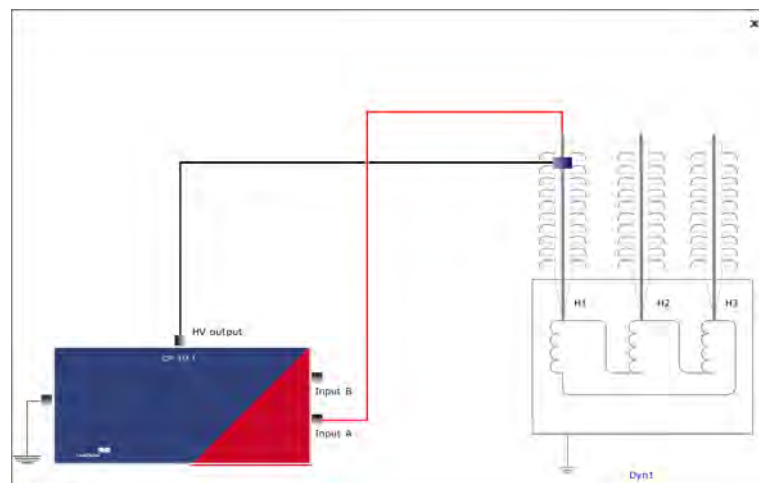 x
H1
H2
H3
HV output
Input B
Input A
Dyn1